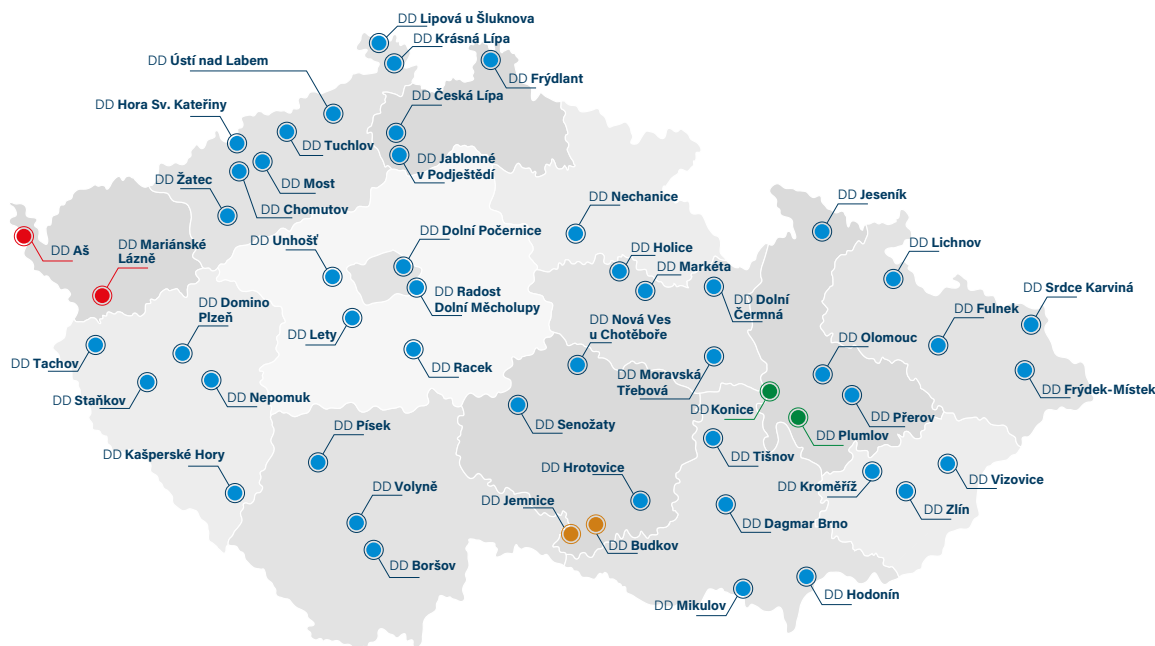 DD Lipová u Šluknova
DD Krásná Lípa
DD Ústí nad Labem
DD Frýdlant
DD Česká Lípa
DD Hora Sv. Kateřiny
DD Tuchlov
DD Jablonné
v Podještědí
DD Žatec
DD Most
DD Chomutov
DD Nechanice
DD Jeseník
DD Aš
DD Mariánské
Lázně
DD Unhošť
DD Dolní Počernice
DD Holice
DD Markéta
DD Lichnov
DD Radost
Dolní Měcholupy
DD Dolní
Čermná
DD Srdce Karviná
DD Domino
Plzeň
DD Fulnek
DD Lety
DD Nová Ves
u Chotěboře
DD Olomouc
DD Tachov
DD Racek
DD Moravská
Třebová
DD Frýdek-Místek
DD Staňkov
DD Nepomuk
DD Konice
DD Přerov
DD Písek
DD Senožaty
DD Plumlov
DD Kašperské Hory
DD Tišnov
DD Hrotovice
DD Kroměříž
DD Vizovice
DD Volyně
DD Jemnice
DD Zlín
DD Dagmar Brno
DD Budkov
DD Boršov
DD Mikulov
DD Hodonín